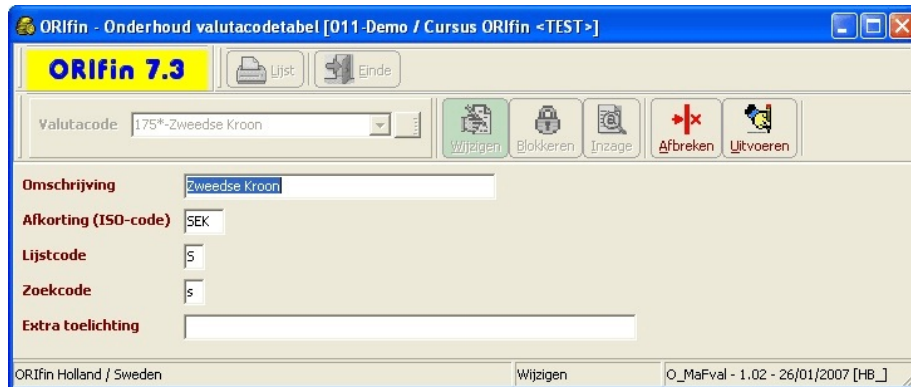 ORIfin - Onderhoud valutacodetabel [011-Demo / Cursus ORIfin <TEST>]
ORIfin 7.3
Lijst
Einde
Valutacode
175*-Zweedse Kroon
Wijzigen
Blokkeren
Inzage
Afbreken
Uitvoeren
Omschrijving
Zweedse Kroon
Afkorting (ISO-code)
SEK
Lijstcode
S
Zoekcode
s
Extra toelichting
ORIfin Holland / Sweden
Wijzigen
O_MaFval - 1.02 - 26/01/2007 [HB_]